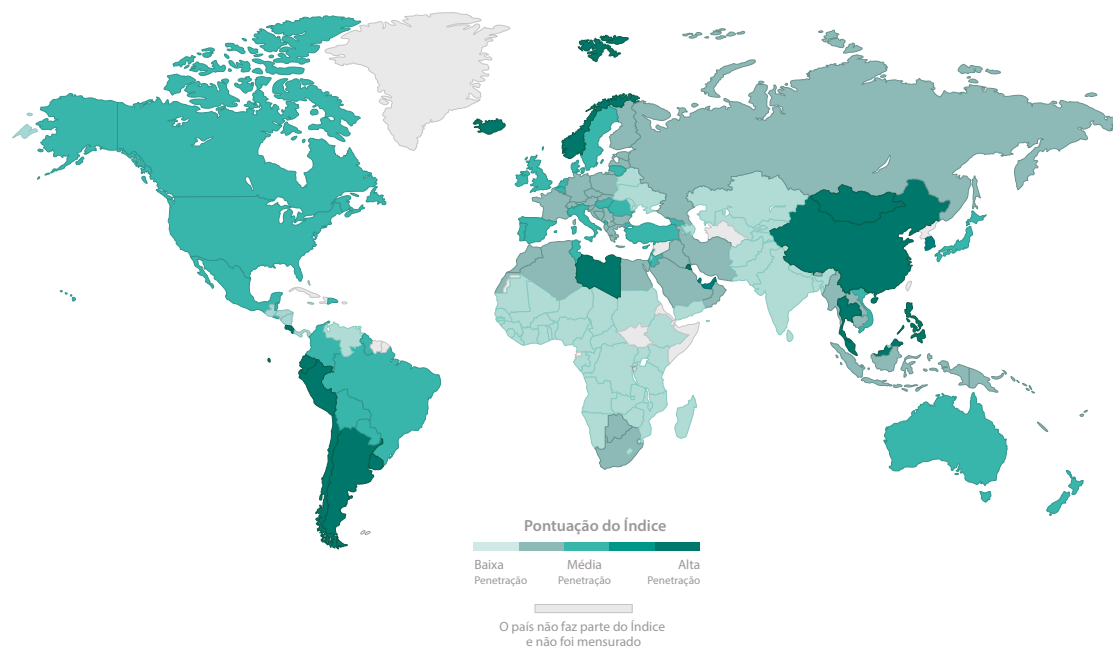 Pontuação do Índice
Baixa Média Alta
Penetração Penetração Penetração
O país não faz parte do Índice
e não foi mensurado